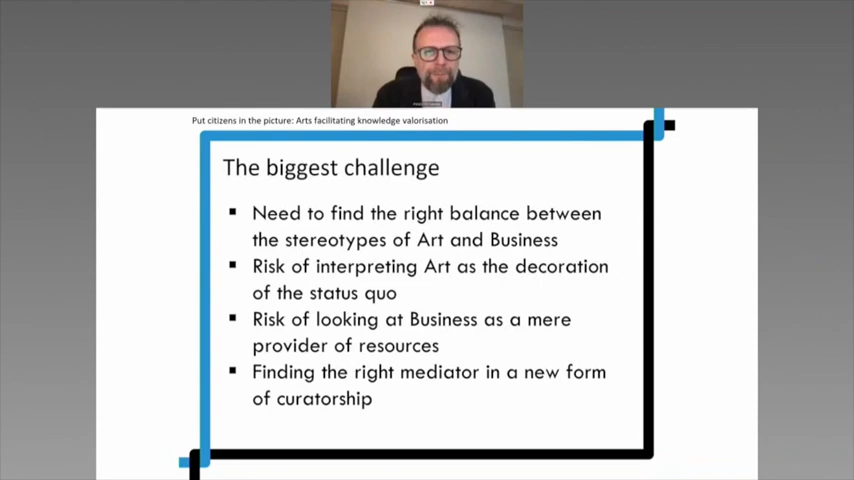 Put citizens in the picture: Arts facilitating knowledge valorisation
The biggest challenge
▪ Need to find the right balance between
the stereotypes of Art and Business
▪ Risk of interpreting Art as the decoration
of the status quo
▪ Risk of looking at Business as a mere
provider of resources
▪ Finding the right mediator in a new form
of curatorship